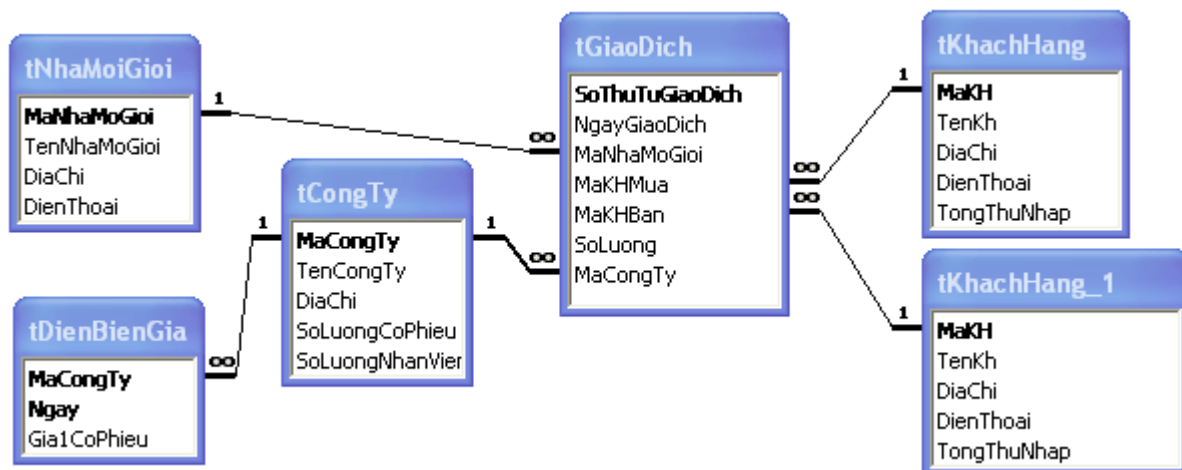 tNhaMoiGioi
MaNhaMoGioi
TenNhaMoGioi
DiaChi
DienThoai
1
∞
tDienBienGia
MaCongTy
Ngay
Gia1CoPhieu
∞
1
tCongTy
MaCongTy
TenCongTy
DiaChi
SoLuongCoPhieu
SoLuongNhanVier
1
∞
tGiaoDich
SoThuTuGiaoDich
NgayGiaoDich
MaNhaMoGioi
MaKHMua
MaKHBan
SoLuong
MaCongTy
∞
∞
1
tKhachHang
MaKH
TenKh
DiaChi
DienThoai
TongThuNhap
1
tKhachHang_1
MaKH
TenKh
DiaChi
DienThoai
TongThuNhap